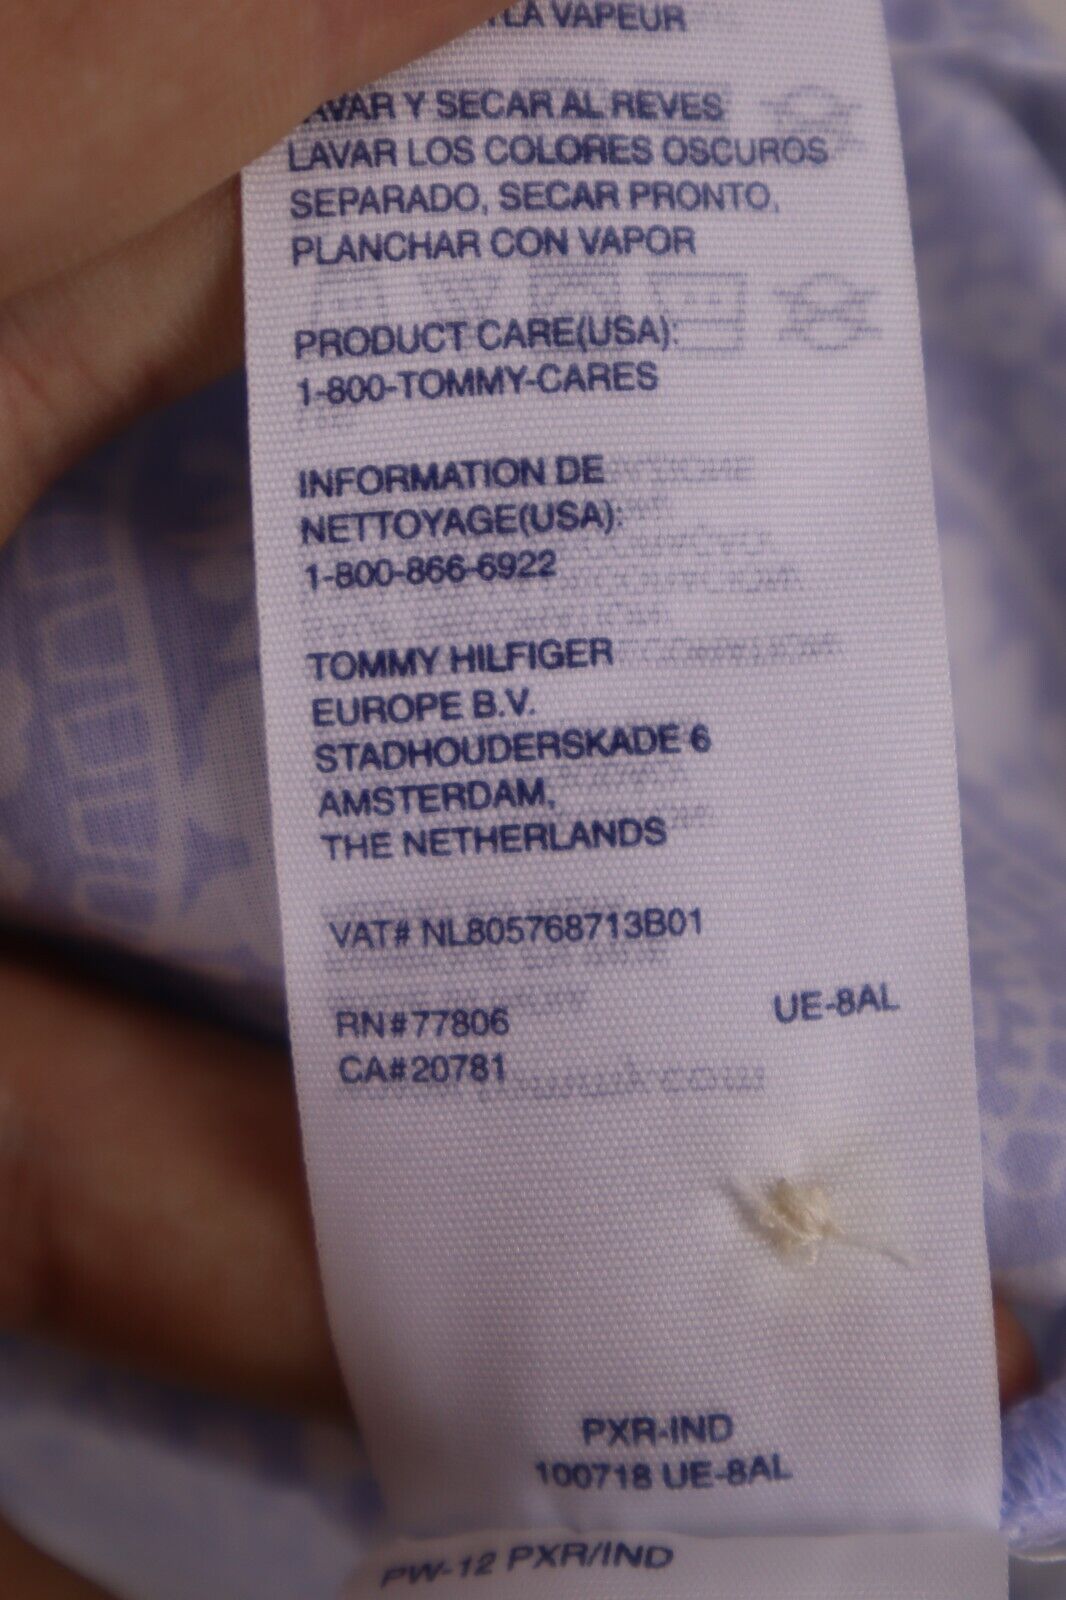 LA VAPEUR
LAVAR Y SECAR AL REVES
LAVAR LOS COLORES OSCUROS
SEPARADO, SECAR PRONTO,
PLANCHAR CON VAPOR
PRODUCT CARE(USA):
1-800-TOMMY-CARES
INFORMATION DE
NETTOYAGE(USA):
1-800-866-6922
TOMMY HILFIGER
EUROPE B.V.
STADHOUDERSKADE 6
AMSTERDAM,
THE NETHERLANDS
VAT# NL805768713B01
RN#77806 UE-8AL
CA#20781
PXR-IND
100718 UE-8AL
PW-12 PXR/IND